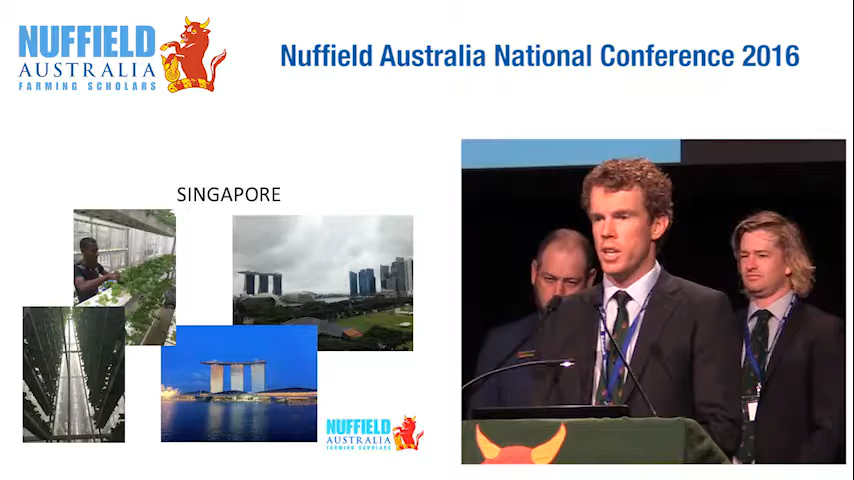 NUFFIELD
AUSTRALIA
FARMING SCHOLARS
Nuffield Australia National Conference 2016
SINGAPORE
NUFFIELD
AUSTRALIA
FARMING SCHOLARS